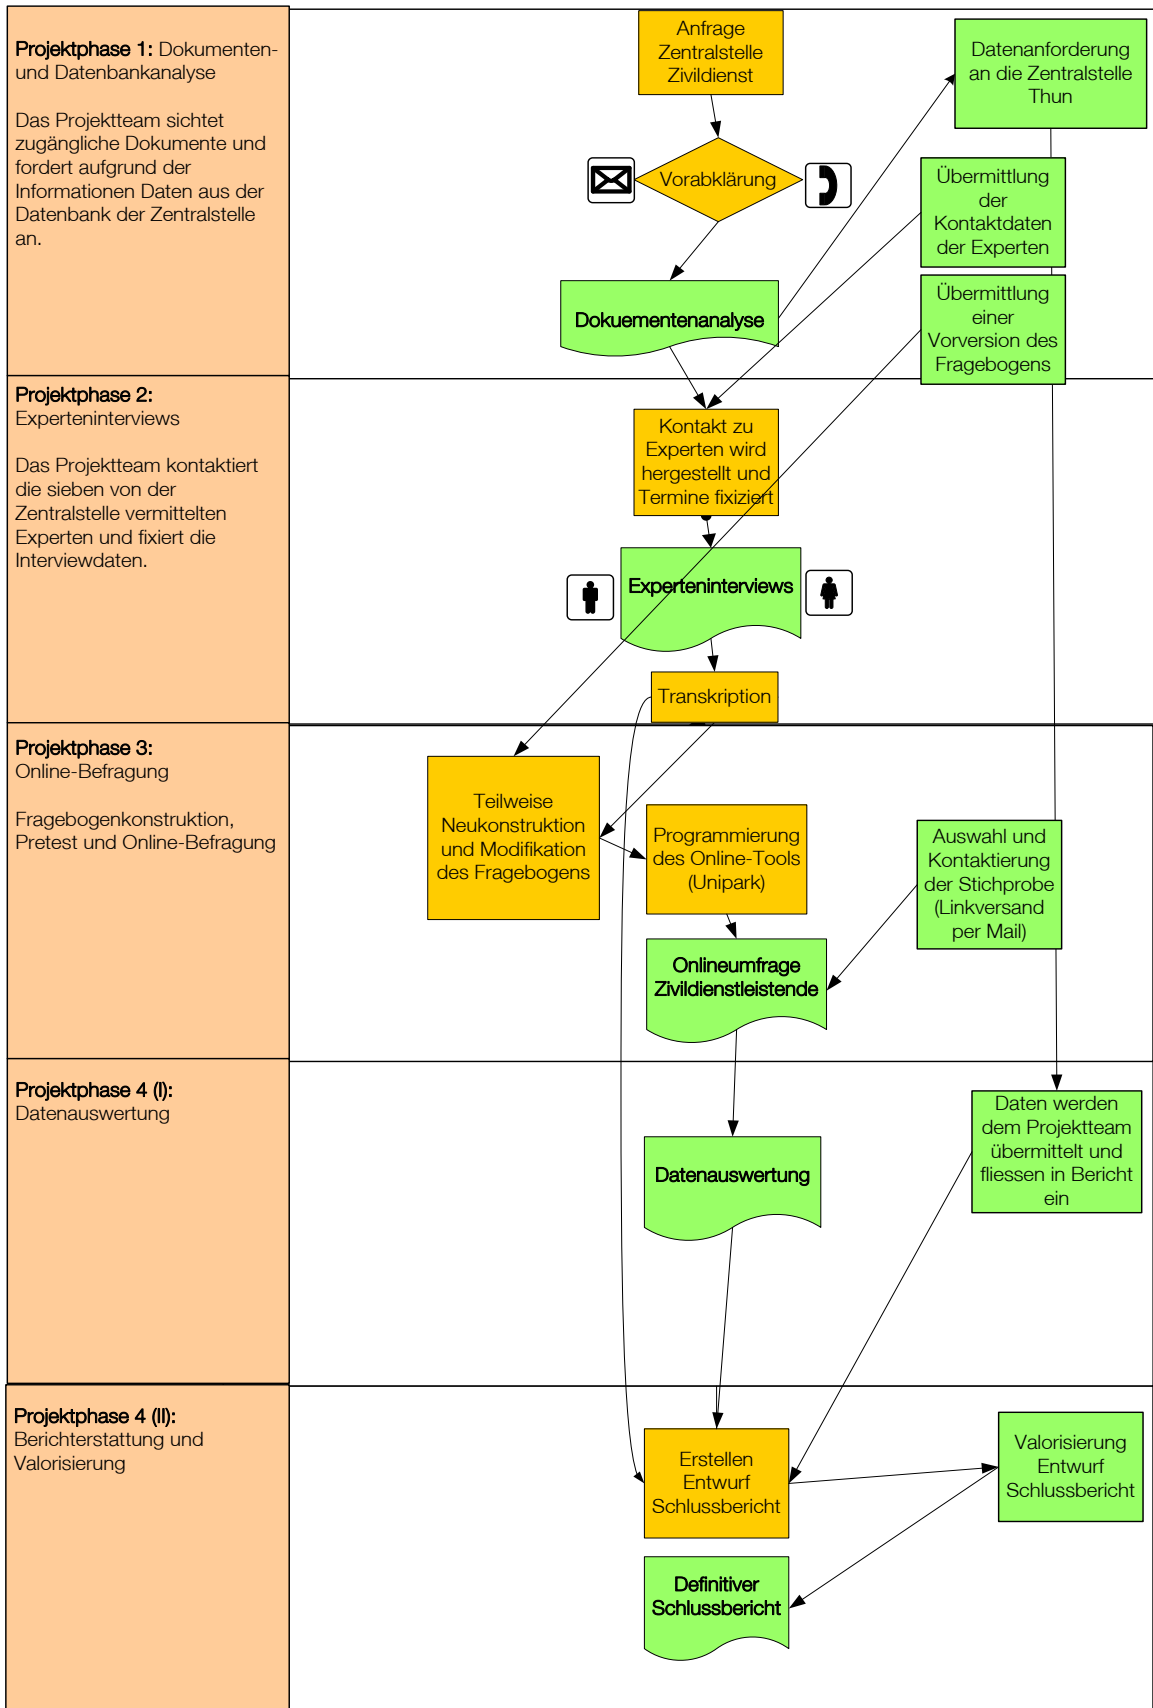 Projektphase 1: Dokumenten-
und Datenbankanalyse
Das Projektteam sichtet
zugängliche Dokumente und
fordert aufgrund der
Informationen Daten aus der
Datenbank der Zentralstelle
an.
Anfrage
Zentralstelle
Zivildienst
Datenanforderung
an die Zentralstelle
Thun
Vorabklärung
Übermittlung
der
Kontaktdaten
der Experten
Dokuementenanalyse
Übermittlung
einer
Vorversion des
Fragebogens
Projektphase 2:
Experteninterviews
Das Projektteam kontaktiert
die sieben von der
Zentralstelle vermittelten
Experten und fixiert die
Interviewdaten.
Kontakt zu
Experten wird
hergestellt und
Termine fixiziert
Experteninterviews
Transkription
Projektphase 3:
Online-Befragung
Fragebogenkonstruktion,
Pretest und Online-Befragung
Teilweise
Neukonstruktion
und Modifikation
des Fragebogens
Programmierung
des Online-Tools
(Unipark)
Auswahl und
Kontaktierung
der Stichprobe
(Linkversand
per Mail)
Onlineumfrage
Zivildienstleistende
Projektphase 4 (I):
Datenauswertung
Daten werden
dem Projektteam
übermittelt und
fliessen in Bericht
ein
Datenauswertung
Projektphase 4 (II):
Berichterstattung und
Valorisierung
Erstellen
Entwurf
Schlussbericht
Valorisierung
Entwurf
Schlussbericht
Definitiver
Schlussbericht